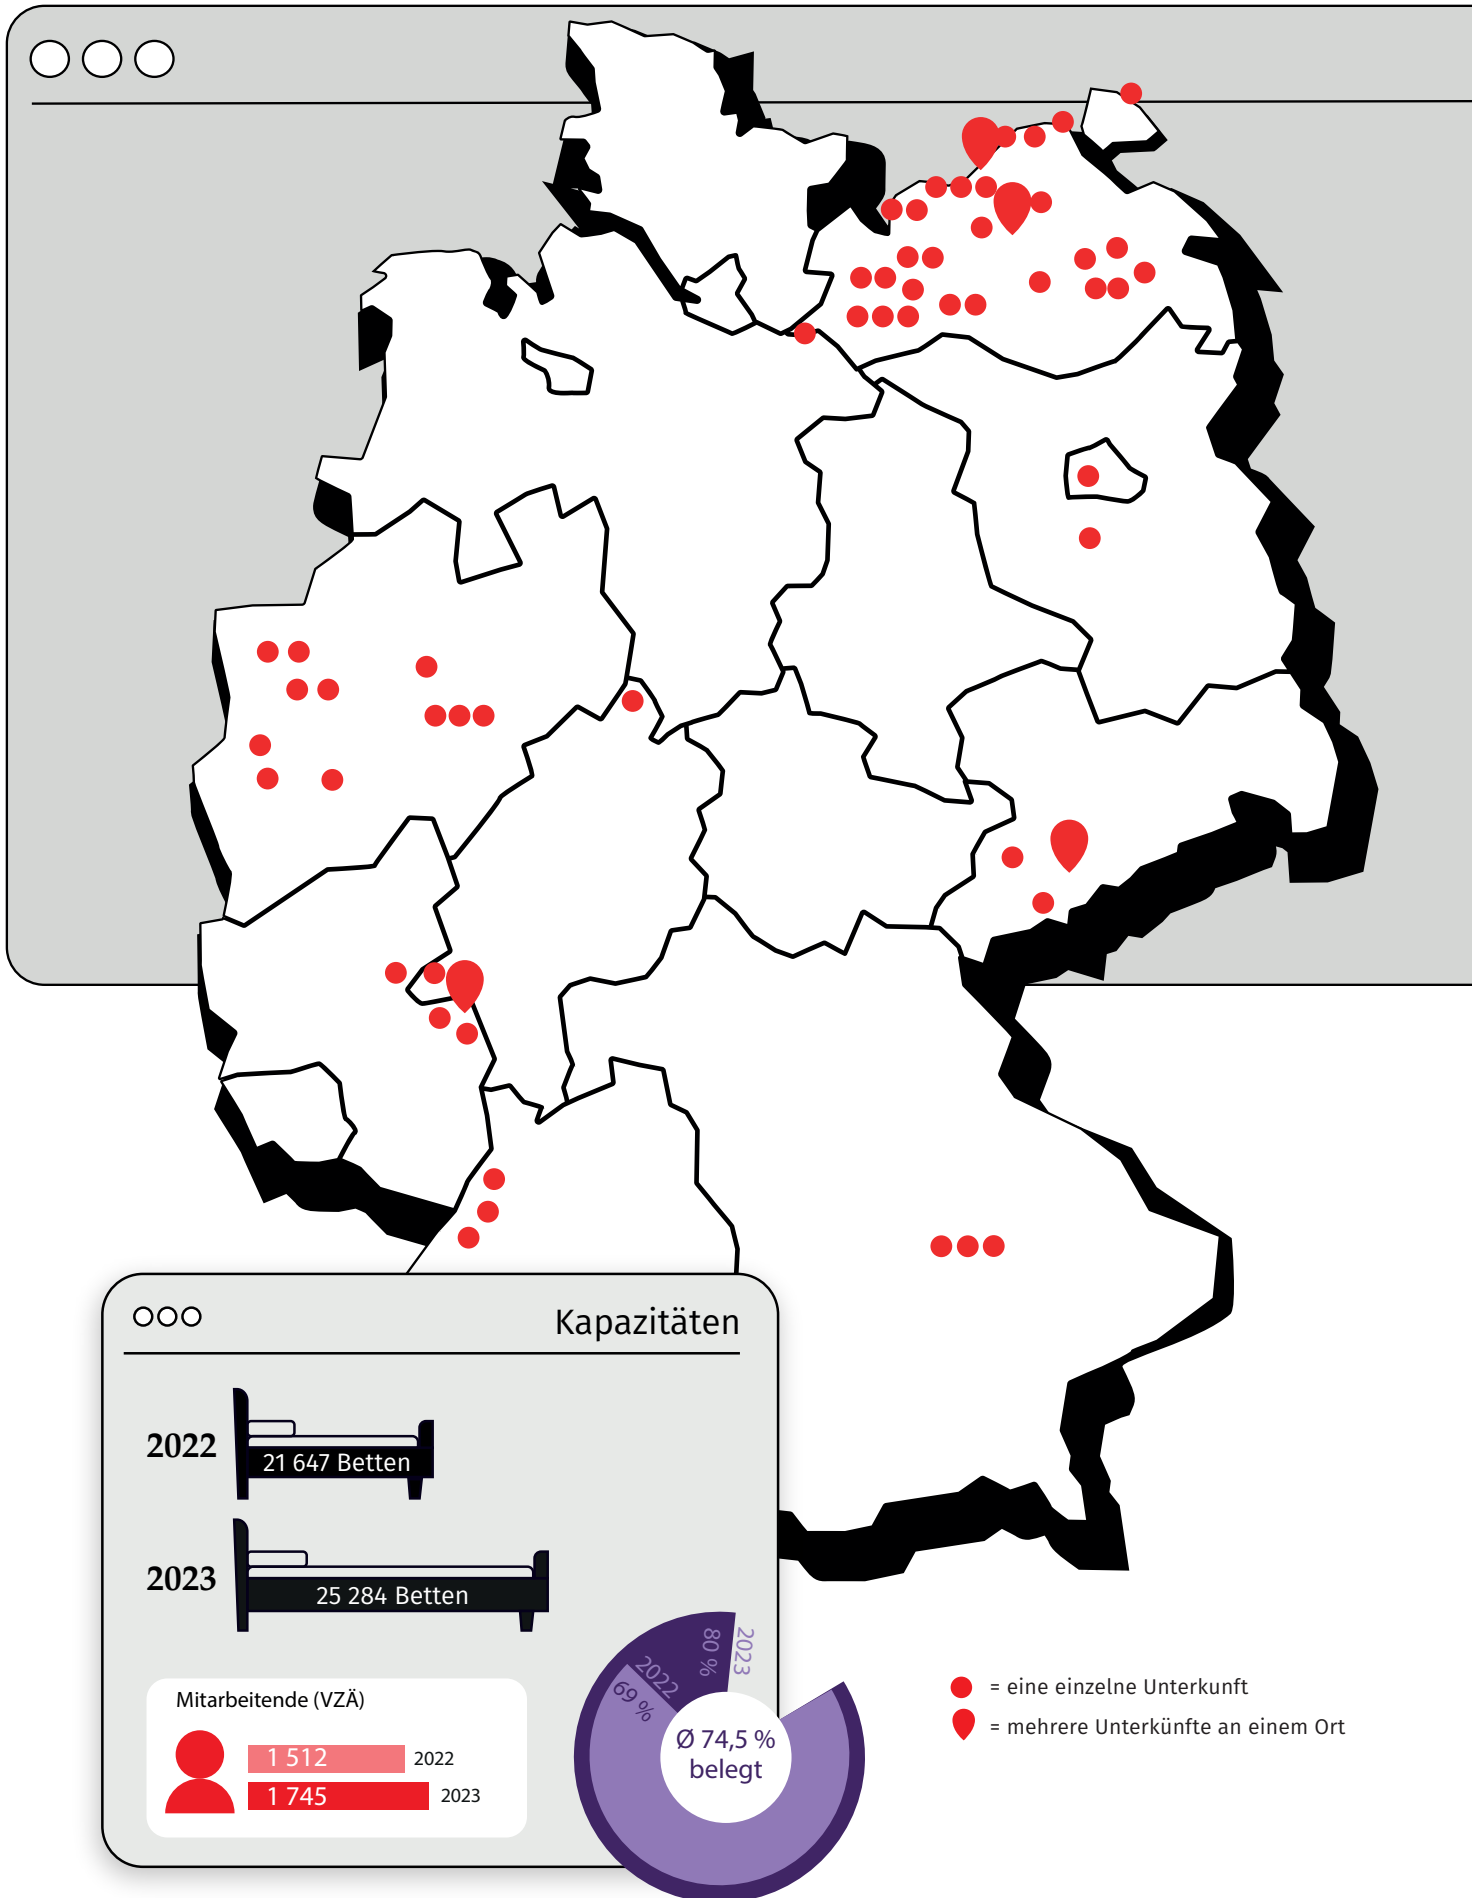 Kapazitäten
2022
21 647 Betten
2023
25 284 Betten
Mitarbeitende (VZÄ)
1 512
2022
1 745
2023
2023
80 %
2022
69 %
Ø 74,5 %
belegt
= eine einzelne Unterkunft
= mehrere Unterkünfte an einem Ort